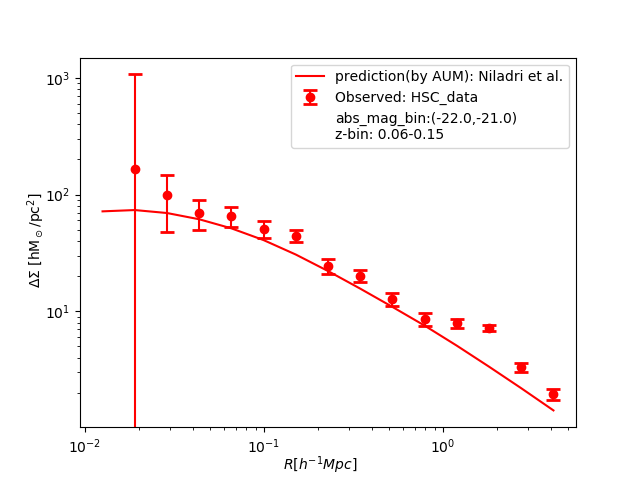 prediction(by AUM): Niladri et al.
Observed: HSC_data
abs_mag_bin:(-22.0,-21.0)
z-bin: 0.06-0.15
10³
10²
10¹
ΔΣ [hM☉/pc²]
10⁻²
10⁻¹
10⁰
R[h⁻¹Mpc]